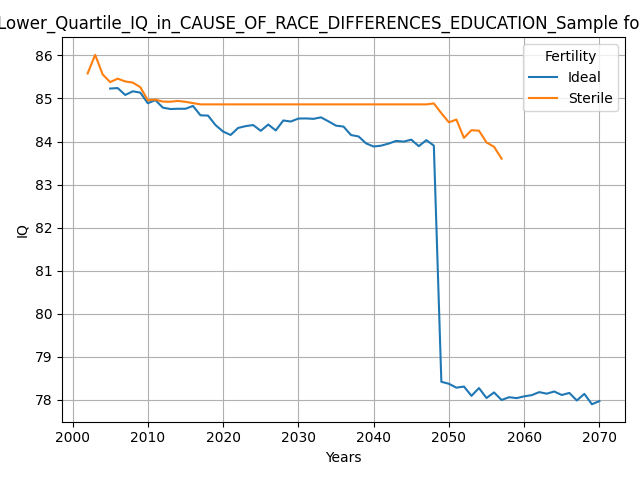 Lower_Quartile_IQ_in_CAUSE_OF_RACE_DIFFERENCES_EDUCATION_Sample fo
Fertility
Ideal
Sterile
IQ
86
85
84
83
82
81
80
79
78
2000 2010 2020 2030 2040 2050 2060 2070
Years